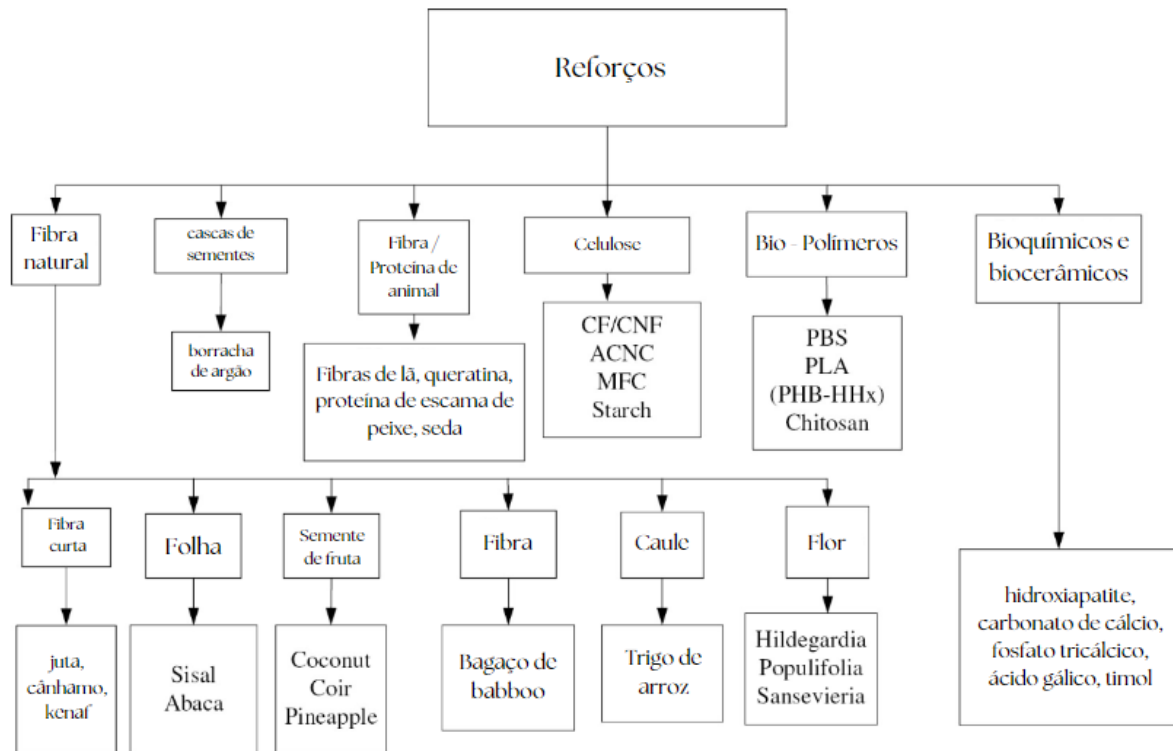 Reforços
Fibra
natural
cascas de
sementes
Fibra /
Proteína de
animal
Celulose
Bio - Polímeros
Bioquímicos e
biocerâmicos
borracha
de argão
Fibras de lã, queratina,
proteína de escama de
peixe, seda
CF/CNF
ACNC
MFC
Starch
PBS
PLA
(PHB-HHx)
Chitosan
Fibra
curta
Folha
Semente
de fruta
Fibra
Caule
Flor
juta,
cânhamo,
kenaf
Sisal
Abaca
Coconut
Coir
Pineapple
Bagaço de
babboo
Trigo de
arroz
Hildegardia
Populifolia
Sansevieria
hidroxiapatite,
carbonato de cálcio,
fosfato tricálcico,
ácido gálico, timol